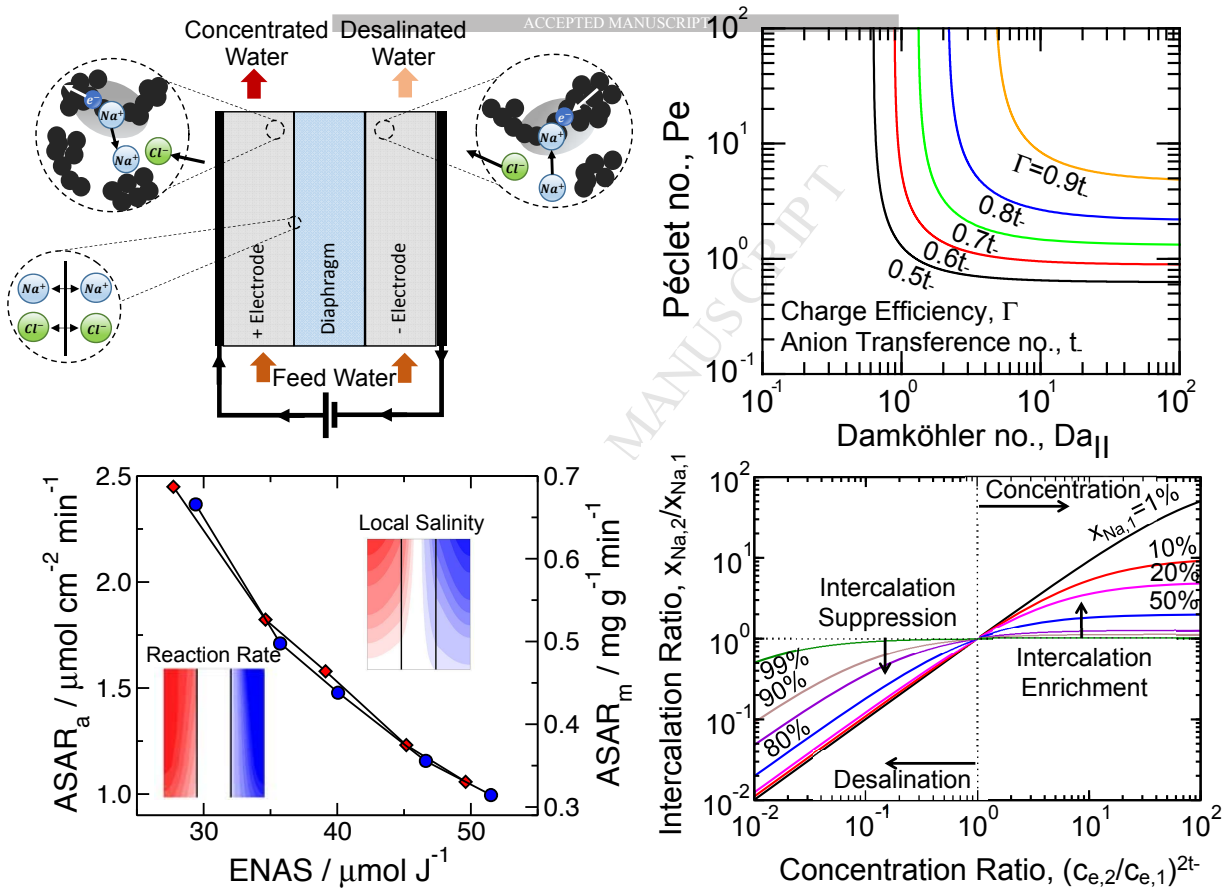 ACCEPTED MANUSCRIPT
Concentrated
Water
Desalinated
Water
e⁻
Na⁺
Na⁺
Cl⁻
e⁻
Na⁺
Cl⁻
Na⁺
Na⁺
Na⁺
Cl⁻
Cl⁻
+ Electrode
Diaphragm
- Electrode
Feed Water
Péclet no., Pe
10²
10¹
10⁰
10⁻¹
Γ=0.9t₋
0.8t₋
0.7t₋
0.6t₋
0.5t₋
Charge Efficiency, Γ
Anion Transference no., t₋
10⁻¹ 10⁰ 10¹ 10²
Damköhler no., Da_II
MANUSCRIPT
ASAR_a / μmol cm⁻² min⁻¹
2.5
2.0
1.5
1.0
Local Salinity
Reaction Rate
0.7
0.6
0.5
0.4
0.3
ASAR_m / mg g⁻¹ min⁻¹
30 40 50
ENAS / μmol J⁻¹
Intercalation Ratio, x_Na,2/x_Na,1
10²
10¹
10⁰
10⁻¹
10⁻²
Concentration
x_Na,1=1%
10%
20%
50%
Intercalation
Suppression
Intercalation
Enrichment
99%
90%
80%
Desalination
10⁻² 10⁻¹ 10⁰ 10¹ 10²
Concentration Ratio, (c_e,2/c_e,1)²ᵗ⁻